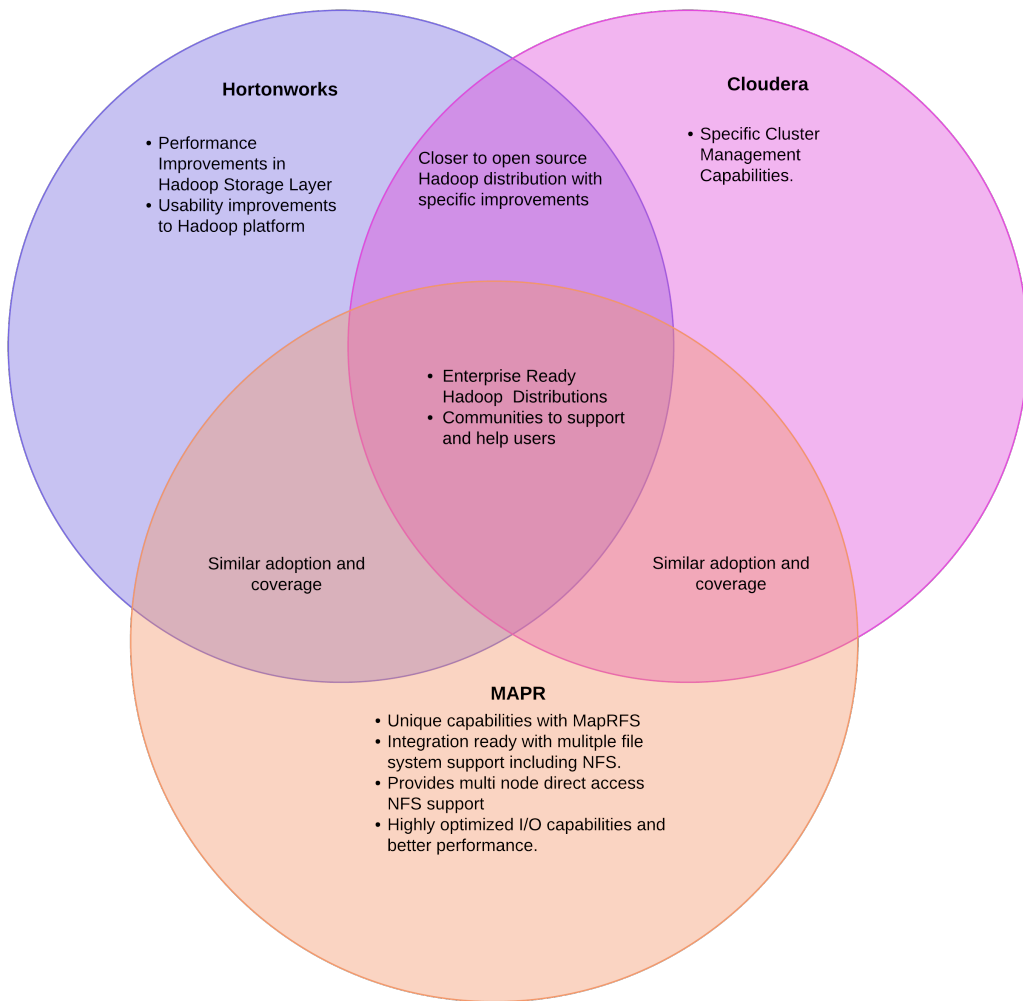 Hortonworks
• Performance
Improvements in
Hadoop Storage Layer
• Usability improvements
to Hadoop platform
Closer to open source
Hadoop distribution with
specific improvements
Cloudera
• Specific Cluster
Management
Capabilities.
• Enterprise Ready
Hadoop  Distributions
• Communities to support
and help users
Similar adoption and
coverage
Similar adoption and
coverage
MAPR
• Unique capabilities with MapRFS
• Integration ready with mulitple file
system support including NFS.
• Provides multi node direct access
NFS support
• Highly optimized I/O capabilities and
better performance.